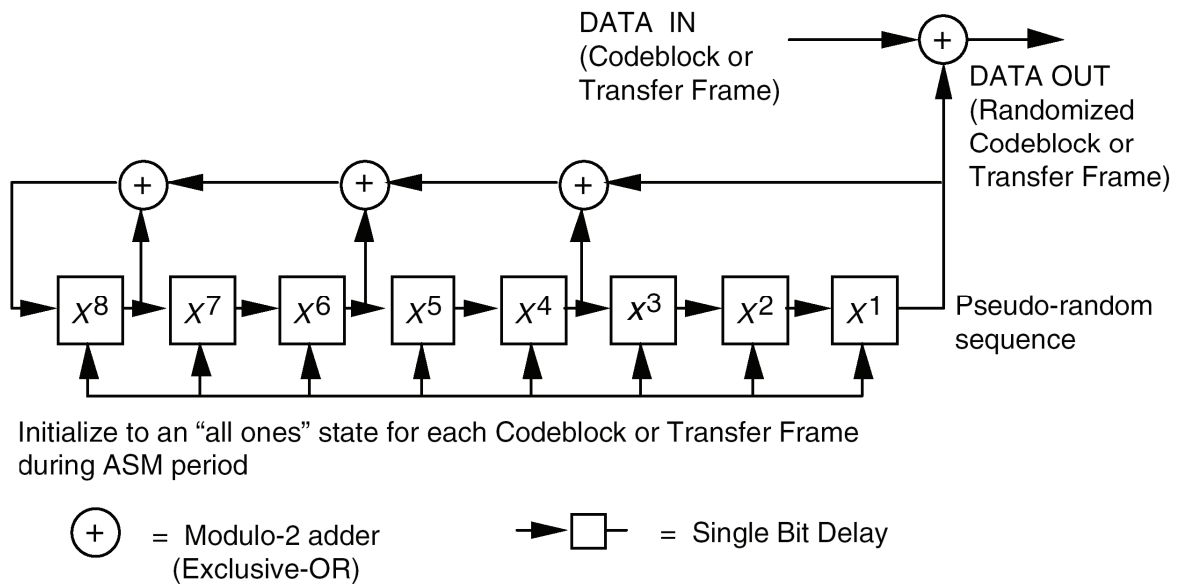 DATA IN
(Codeblock or
Transfer Frame)
+
DATA OUT
(Randomized
Codeblock or
Transfer Frame)
+ + +
X8 X7 X6 X5 X4 x3 X2 X1
Pseudo-random
sequence
Initialize to an “all ones” state for each Codeblock or Transfer Frame
during ASM period
+ = Modulo-2 adder
(Exclusive-OR)
= Single Bit Delay